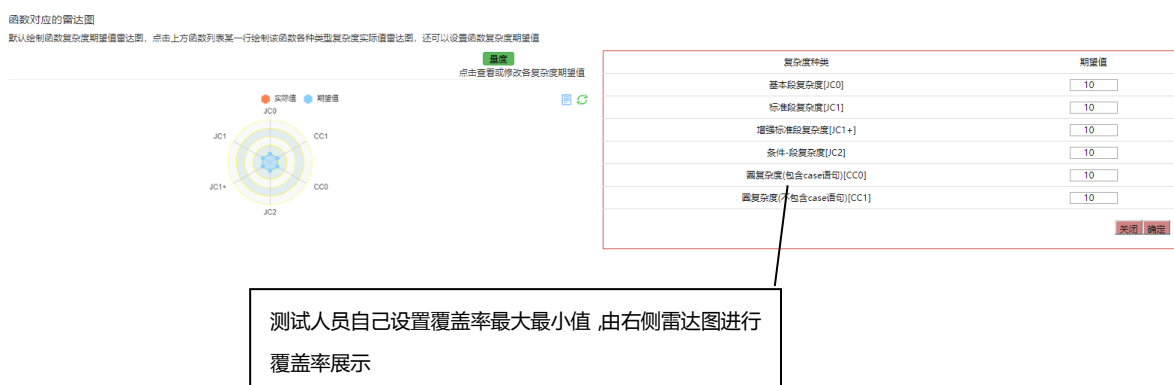 函数对应的雷达图
默认绘制函数复杂度期望值雷达图，点击上方函数列表某一行绘制该函数各种类型复杂度实际值雷达图，还可以设置函数复杂度期望值
量度
点击查看或修改各复杂度期望值
实际值 期望值
JC0
JC1 CC1
JC1+ CC0
JC2
复杂度种类 期望值
基本段复杂度[JC0] 10
标准段复杂度[JC1] 10
增强标准段复杂度[JC1+] 10
条件-段复杂度[JC2] 10
圈复杂度(包含case语句)[CC0] 10
圈复杂度(不包含case语句)[CC1] 10
关闭 确定
测试人员自己设置覆盖率最大最小值 ,由右侧雷达图进行
覆盖率展示